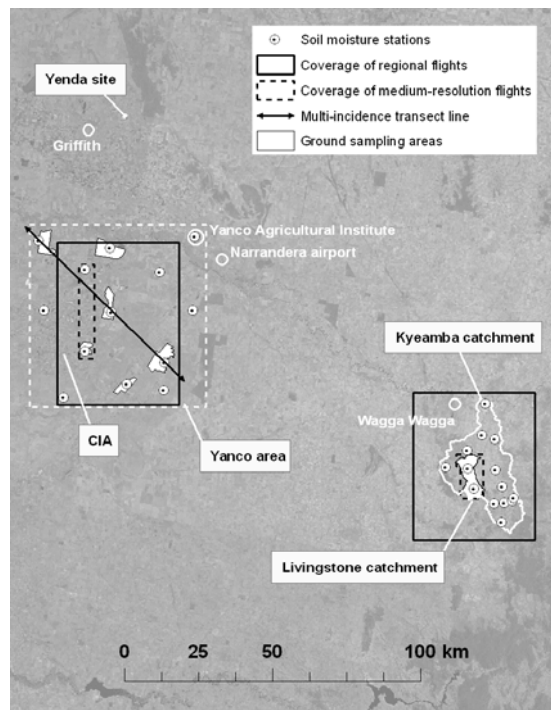 Soil moisture stations
Coverage of regional flights
Coverage of medium-resolution flights
Multi-incidence transect line
Ground sampling areas
Yenda site
Griffith
Yanco Agricultural Institute
Narrandera airport
Kyeamba catchment
Wagga Wagga
CIA
Yanco area
Livingstone catchment
0 25 50 100 km